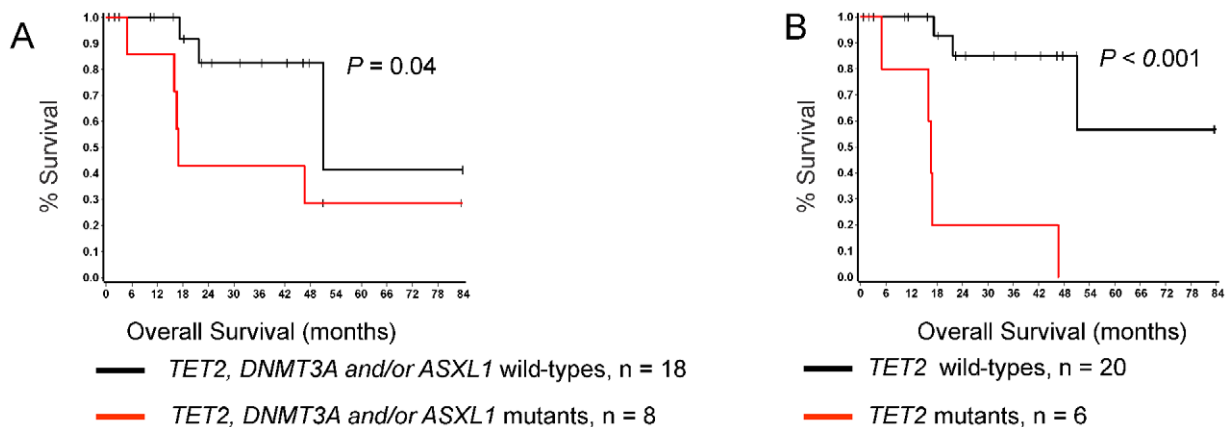 A
% Survival
1.0
0.9
0.8
0.7
0.6
0.5
0.4
0.3
0.2
0.1
0.0
P = 0.04
0 6 12 18 24 30 36 42 48 54 60 66 72 78 84
Overall Survival (months)
TET2, DNMT3A and/or ASXL1 wild-types, n = 18
TET2, DNMT3A and/or ASXL1 mutants, n = 8
B
% Survival
1.0
0.9
0.8
0.7
0.6
0.5
0.4
0.3
0.2
0.1
0.0
P < 0.001
0 6 12 18 24 30 36 42 48 54 60 66 72 78 84
Overall Survival (months)
TET2 wild-types, n = 20
TET2 mutants, n = 6